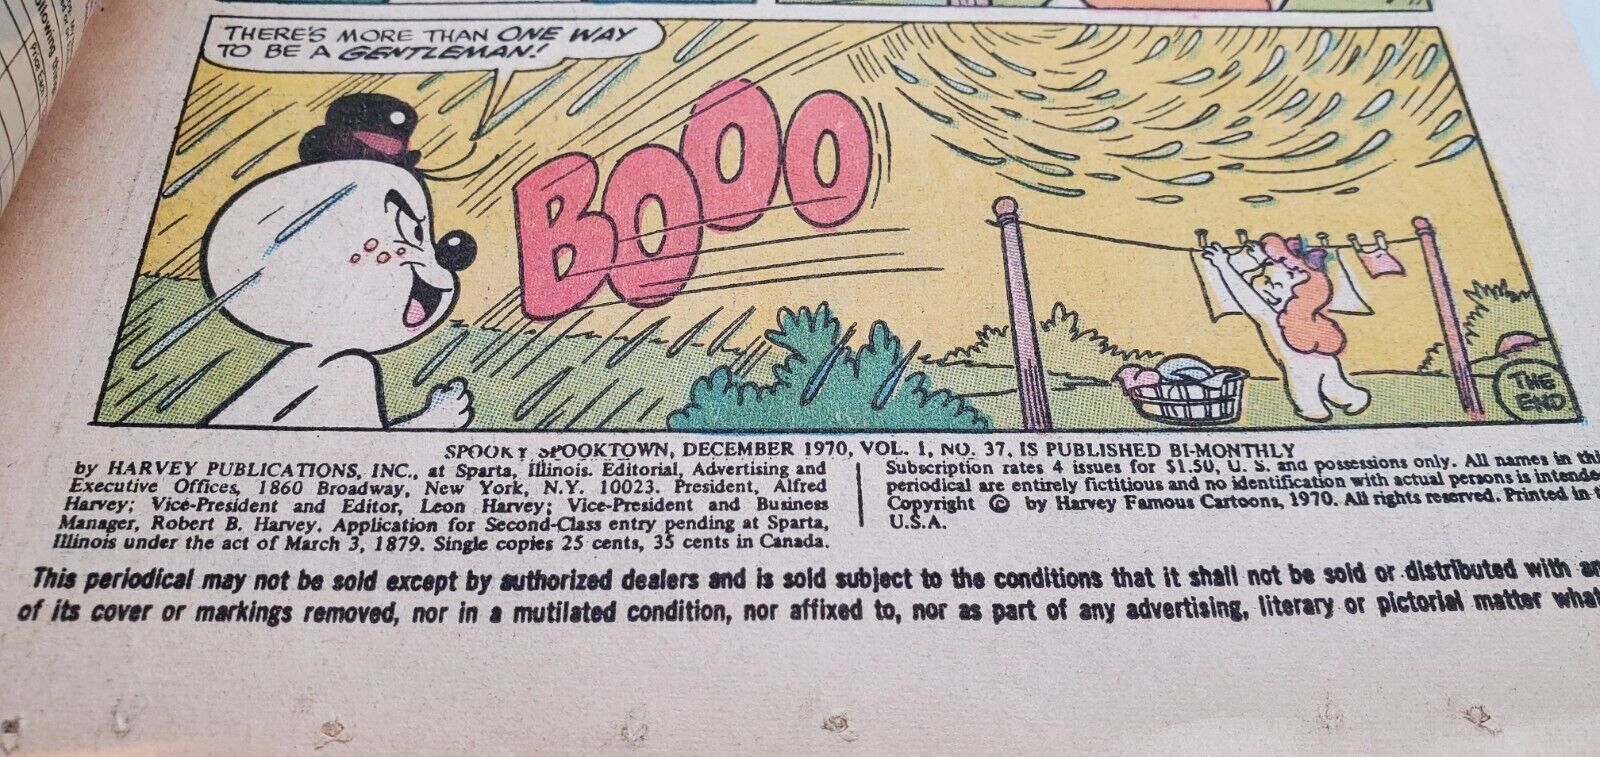 ollowing thing
Price Each
THERE'S MORE THAN ONE WAY
TO BE A GENTLEMAN!
BOOO
THE
END
SPOOKY SPOOKTOWN, DECEMBER 1970, VOL. 1, NO. 37, IS PUBLISHED BI-MONTHLY
by HARVEY PUBLICATIONS, INC., at Sparta, Illinois. Editorial, Advertising and
Executive Offices, 1860 Broadway, New York, N.Y. 10023. President, Alfred
Harvey; Vice-President and Editor, Leon Harvey; Vice-President and Business
Manager, Robert B. Harvey. Application for Second-Class entry pending at Sparta,
Illinois under the act of March 3, 1879. Single copies 25 cents, 35 cents in Canada.
Subscription rates 4 issues for $1.50, U. S. and possessions only. All names in thi
periodical are entirely fictitious and no identification with actual persons is intende
Copyright © by Harvey Famous Cartoons, 1970. All rights reserved. Printed in
U.S.A.
This periodical may not be sold except by authorized dealers and is sold subject to the conditions that it shall not be sold or distributed with an
of its cover or markings removed, nor in a mutilated condition, nor affixed to, nor as part of any advertising, literary or pictorial matter what